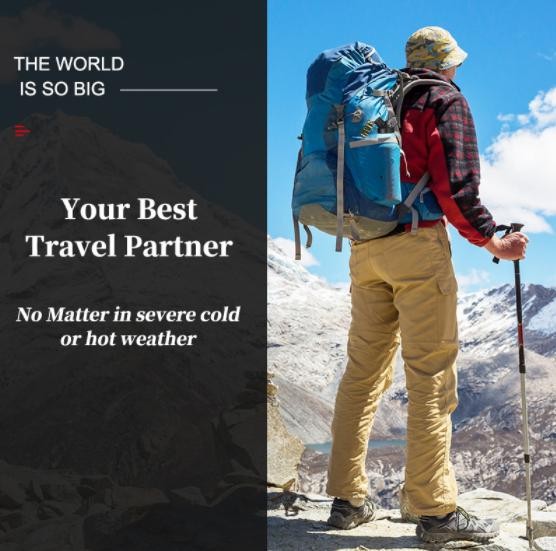 THE WORLD
IS SO BIG
Your Best
Travel Partner
No Matter in severe cold
or hot weather